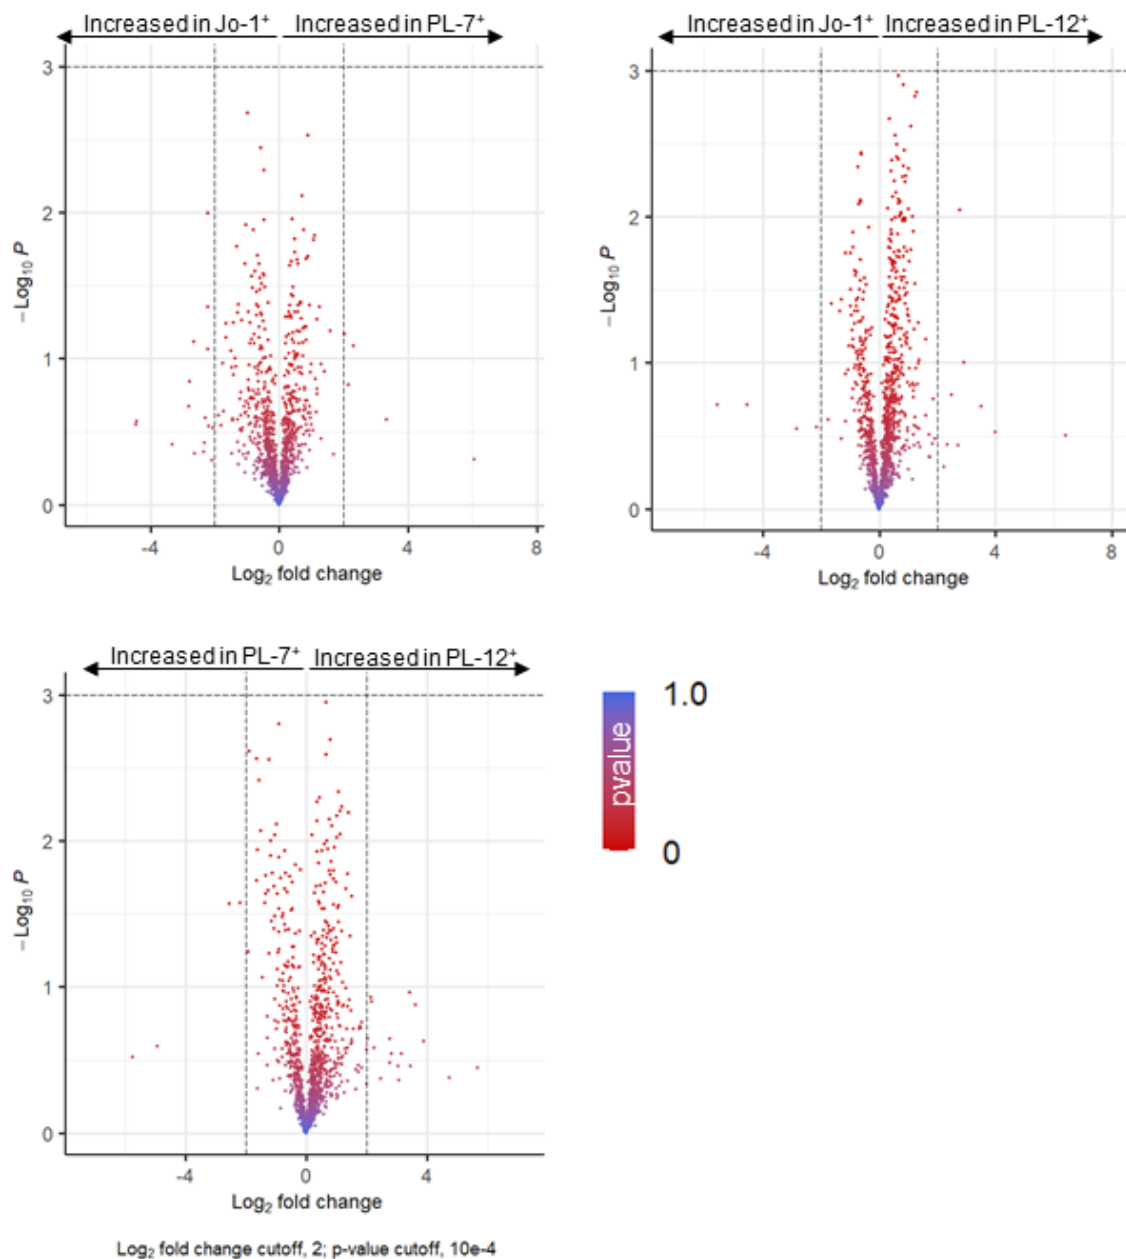 Increased in Jo-1⁺ Increased in PL-7⁺
3
2
1
0
−Log₁₀ P
-4 0 4 8
Log₂ fold change
Increased in Jo-1⁺ Increased in PL-12⁺
3
2
1
0
−Log₁₀ P
-4 0 4 8
Log₂ fold change
Increased in PL-7⁺ Increased in PL-12⁺
3
2
1
0
−Log₁₀ P
-4 0 4
Log₂ fold change
1.0
pvalue
0
Log₂ fold change cutoff, 2; p-value cutoff, 10e-4